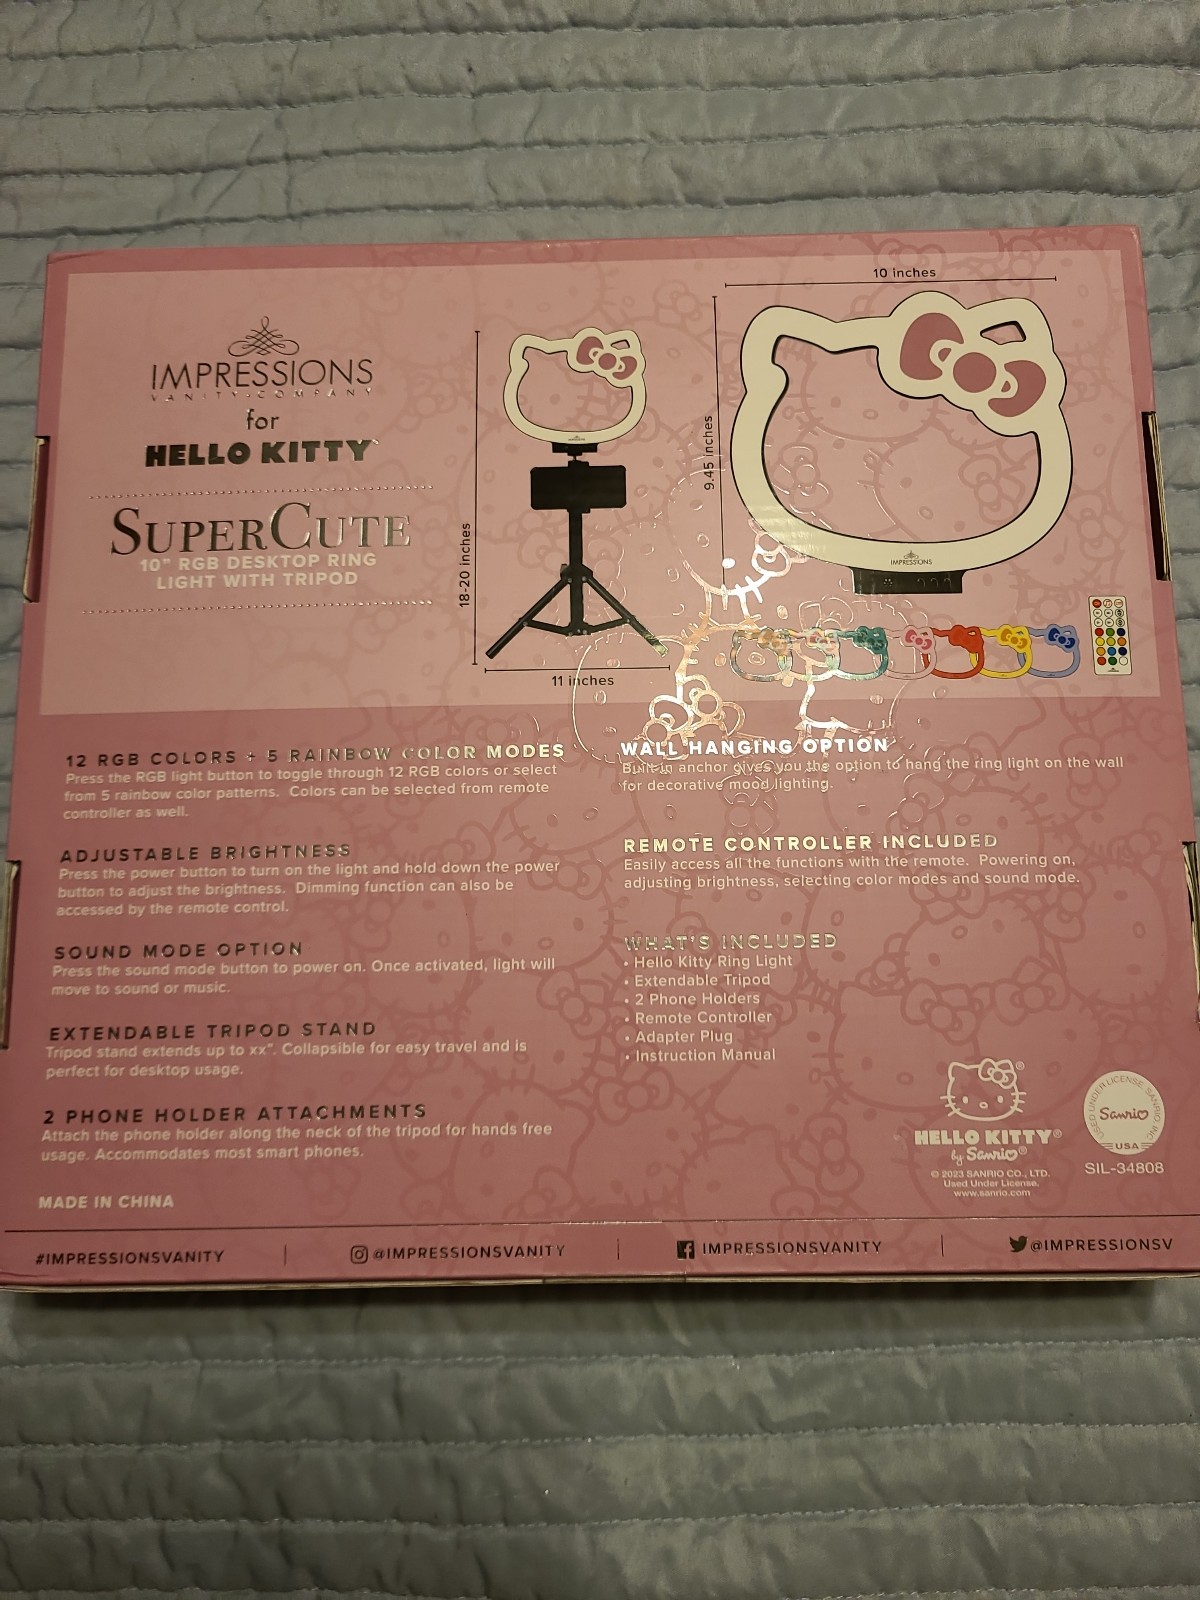 IMPRESSIONS
VANITY·COMPANY
for
HELLO KITTY
SUPERCUTE
10" RGB DESKTOP RING
LIGHT WITH TRIPOD
18-20 inches
11 inches
10 inches
9.45 inches
IMPRESSIONS
12 RGB COLORS + 5 RAINBOW COLOR MODES
Press the RGB light button to toggle through 12 RGB colors or select
from 5 rainbow color patterns. Colors can be selected from remote
controller as well.
ADJUSTABLE BRIGHTNESS
Press the power button to turn on the light and hold down the power
button to adjust the brightness. Dimming function can also be
accessed by the remote control.
SOUND MODE OPTION
Press the sound mode button to power on. Once activated, light will
move to sound or music.
EXTENDABLE TRIPOD STAND
Tripod stand extends up to xx". Collapsible for easy travel and is
perfect for desktop usage.
2 PHONE HOLDER ATTACHMENTS
Attach the phone holder along the neck of the tripod for hands free
usage. Accommodates most smart phones.
MADE IN CHINA
WALL HANGING OPTION
Built-in anchor gives you the option to hang the ring light on the wall
for decorative mood lighting.
REMOTE CONTROLLER INCLUDED
Easily access all the functions with the remote. Powering on,
adjusting brightness, selecting color modes and sound mode.
WHAT'S INCLUDED
• Hello Kitty Ring Light
• Extendable Tripod
• 2 Phone Holders
• Remote Controller
• Adapter Plug
• Instruction Manual
HELLO KITTY®
by Sanrio®
© 2023 SANRIO CO., LTD.
Used Under License.
www.sanrio.com
USED UNDER LICENSE SANRIO INC.
Sanrio
USA
SIL-34808
#IMPRESSIONSVANITY
@IMPRESSIONSVANITY
IMPRESSIONSVANITY
@IMPRESSIONSV